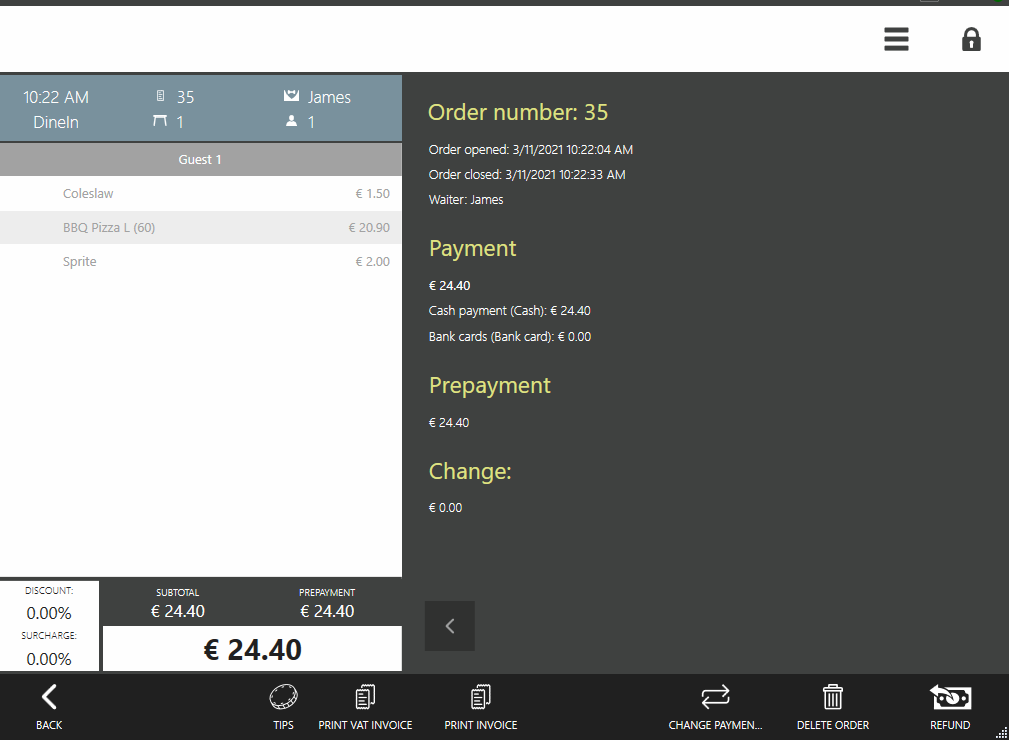 10:22 AM 35 James
DineIn 1 1
Guest 1
Coleslaw € 1.50
BBQ Pizza L (60) € 20.90
Sprite € 2.00
DISCOUNT:
0.00%
SURCHARGE:
0.00%
SUBTOTAL PREPAYMENT
€ 24.40 € 24.40
€ 24.40
Order number: 35
Order opened: 3/11/2021 10:22:04 AM
Order closed: 3/11/2021 10:22:33 AM
Waiter: James
Payment
€ 24.40
Cash payment (Cash): € 24.40
Bank cards (Bank card): € 0.00
Prepayment
€ 24.40
Change:
€ 0.00
BACK TIPS PRINT VAT INVOICE PRINT INVOICE CHANGE PAYMEN... DELETE ORDER REFUND